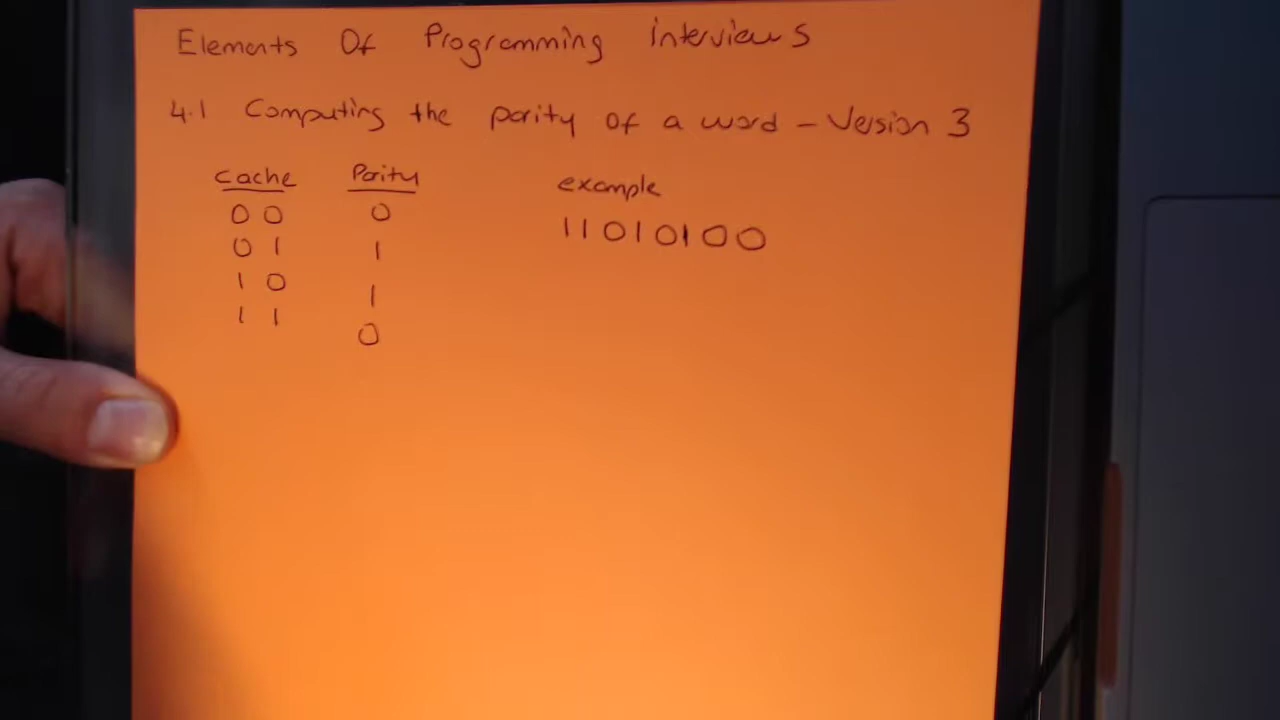 Elements Of Programming interviews
4.1 Computing the parity of a word - Version 3
Cache Parity example
0 0 0 11010100
0 1 1
1 0 1
1 1 0